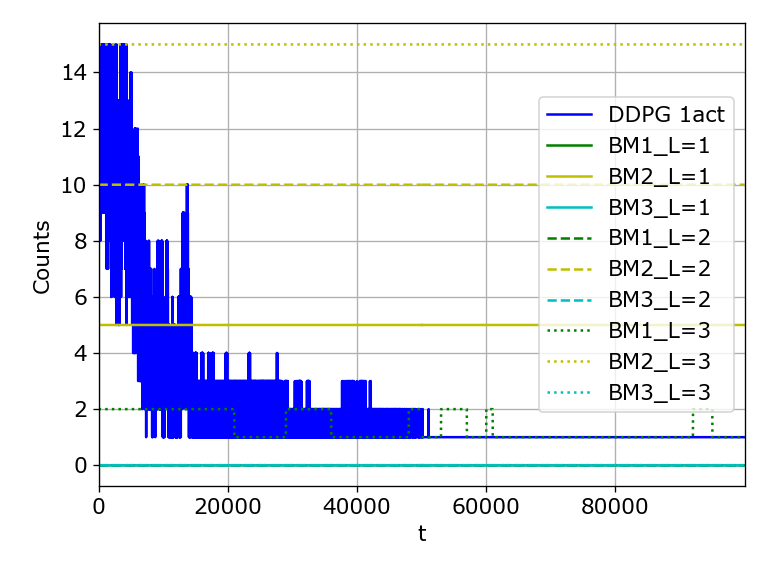 14
12
10
8
6
4
2
0
Counts
DDPG 1act
BM1_L=1
BM2_L=1
BM3_L=1
BM1_L=2
BM2_L=2
BM3_L=2
BM1_L=3
BM2_L=3
BM3_L=3
0 20000 40000 60000 80000
t